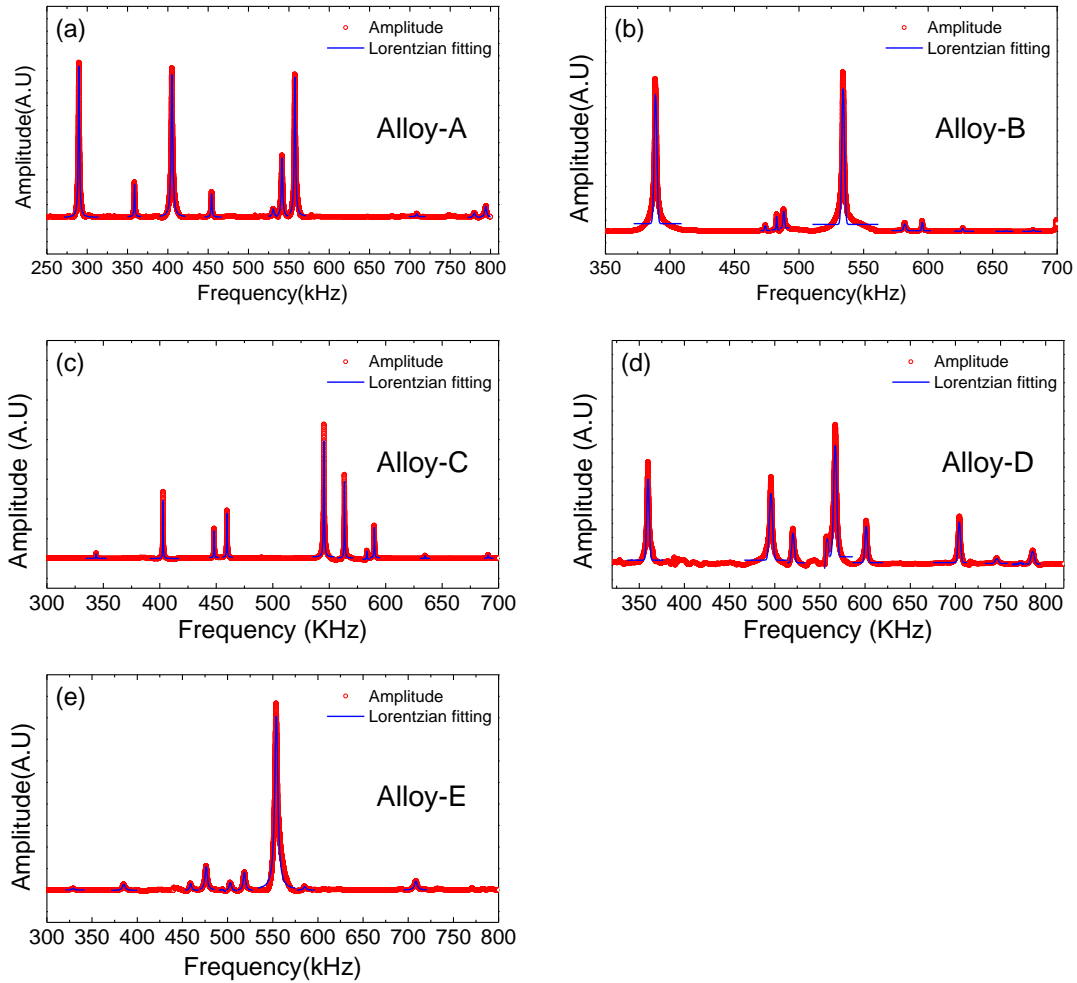 (a)
Amplitude
Lorentzian fitting
Alloy-A
Amplitude(A.U)
250 300 350 400 450 500 550 600 650 700 750 800
Frequency(kHz)
(b)
Amplitude
Lorentzian fitting
Alloy-B
Amplitude(A.U)
350 400 450 500 550 600 650 700
Frequency(kHz)
(c)
Amplitude
Lorentzian fitting
Alloy-C
Amplitude (A.U)
300 350 400 450 500 550 600 650 700
Frequency (KHz)
(d)
Amplitude
Lorentzian fitting
Alloy-D
Amplitude (A.U)
350 400 450 500 550 600 650 700 750 800
Frequency (KHz)
(e)
Amplitude
Lorentzian fitting
Alloy-E
Amplitude(A.U)
300 350 400 450 500 550 600 650 700 750 800
Frequency(kHz)